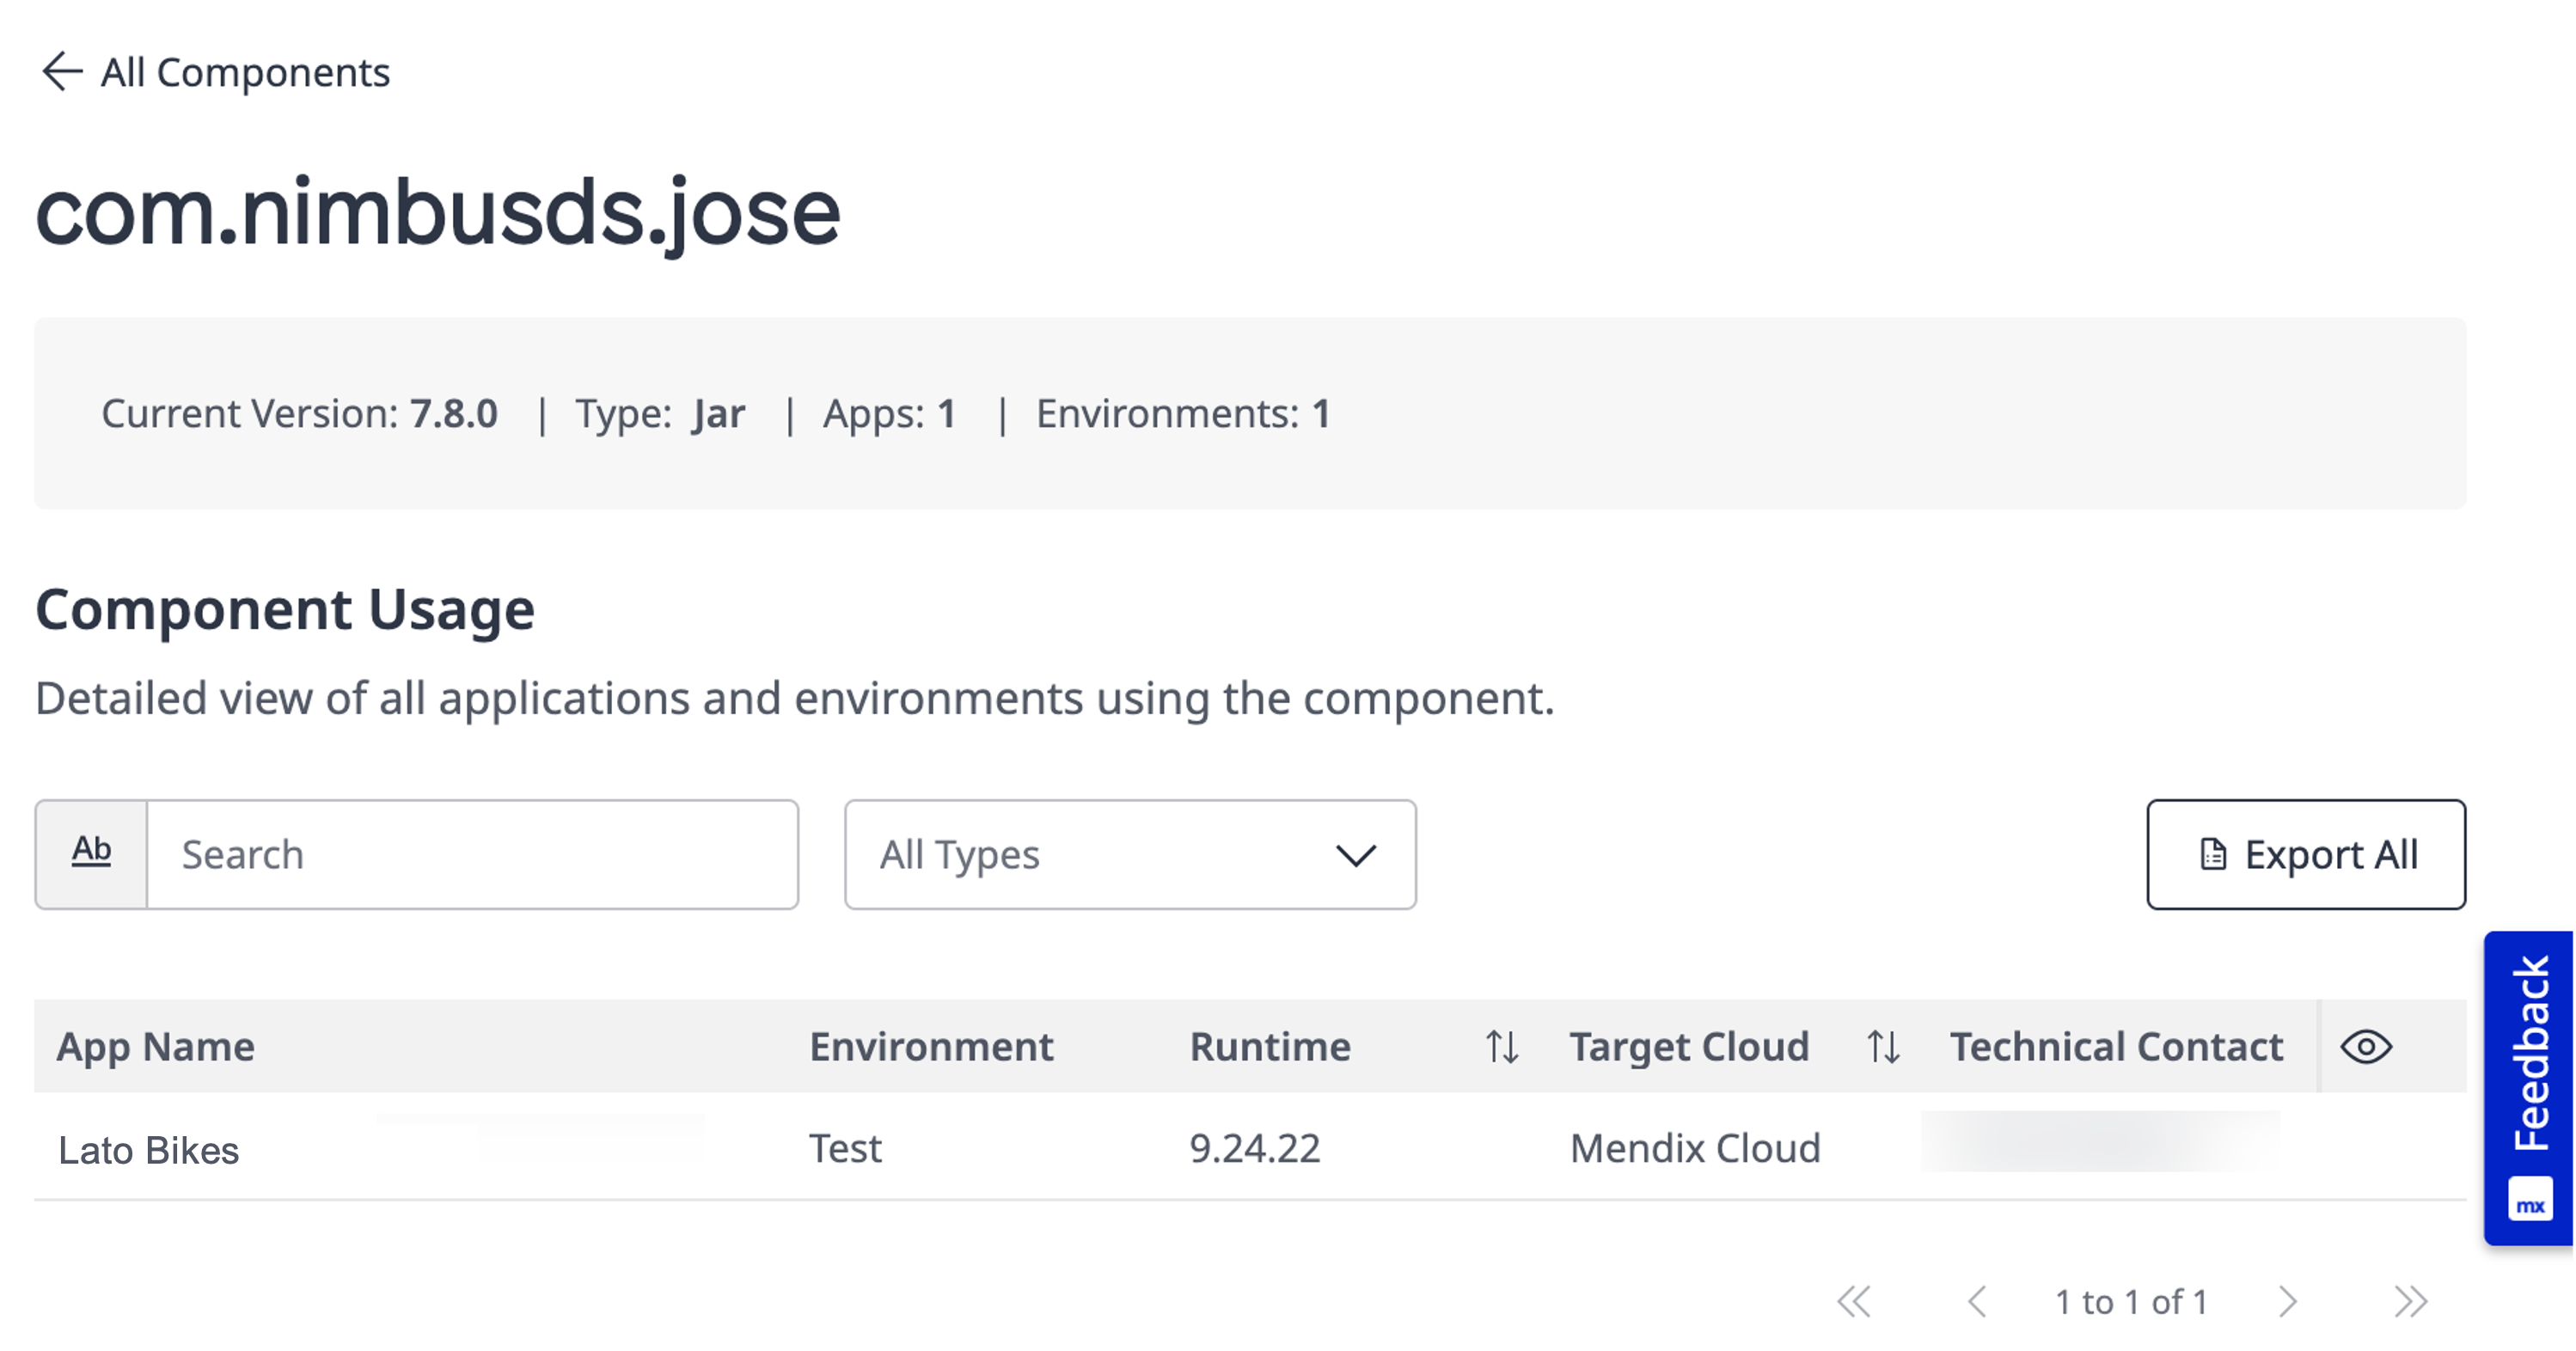 All Components
com.nimbusds.jose
Current Version: 7.8.0 | Type: Jar | Apps: 1 | Environments: 1
Component Usage
Detailed view of all applications and environments using the component.
Ab Search All Types Export All
App Name Environment Runtime Target Cloud Technical Contact
Lato Bikes Test 9.24.22 Mendix Cloud
1 to 1 of 1
Feedback
mx